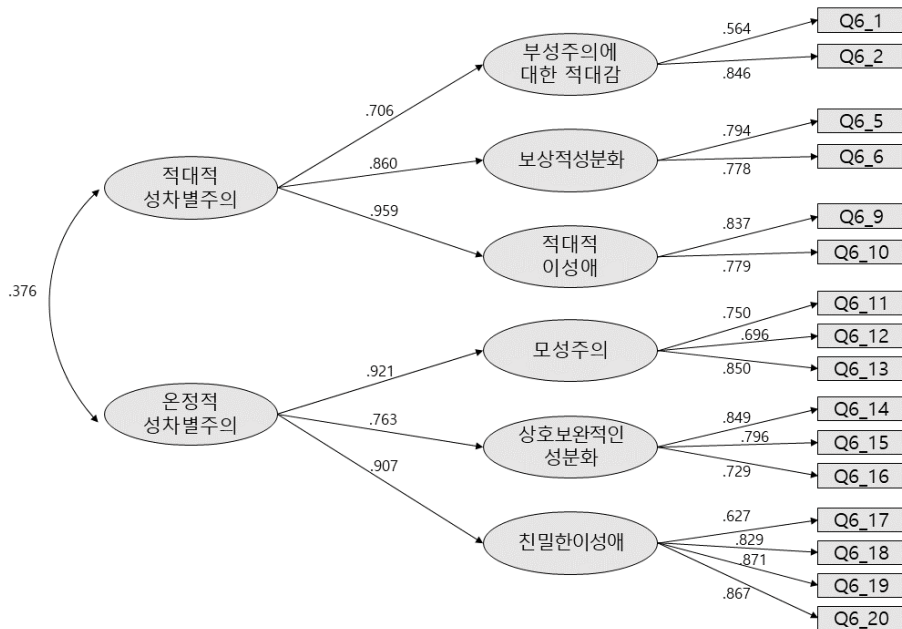 적대적
성차별주의
온정적
성차별주의
.376
.706
.860
.959
.921
.763
.907
부성주의에
대한 적대감
보상적성분화
적대적
이성애
모성주의
상호보완적인
성분화
친밀한이성애
.564
.846
.794
.778
.837
.779
.750
.696
.850
.849
.796
.729
.627
.829
.871
.867
Q6_1
Q6_2
Q6_5
Q6_6
Q6_9
Q6_10
Q6_11
Q6_12
Q6_13
Q6_14
Q6_15
Q6_16
Q6_17
Q6_18
Q6_19
Q6_20